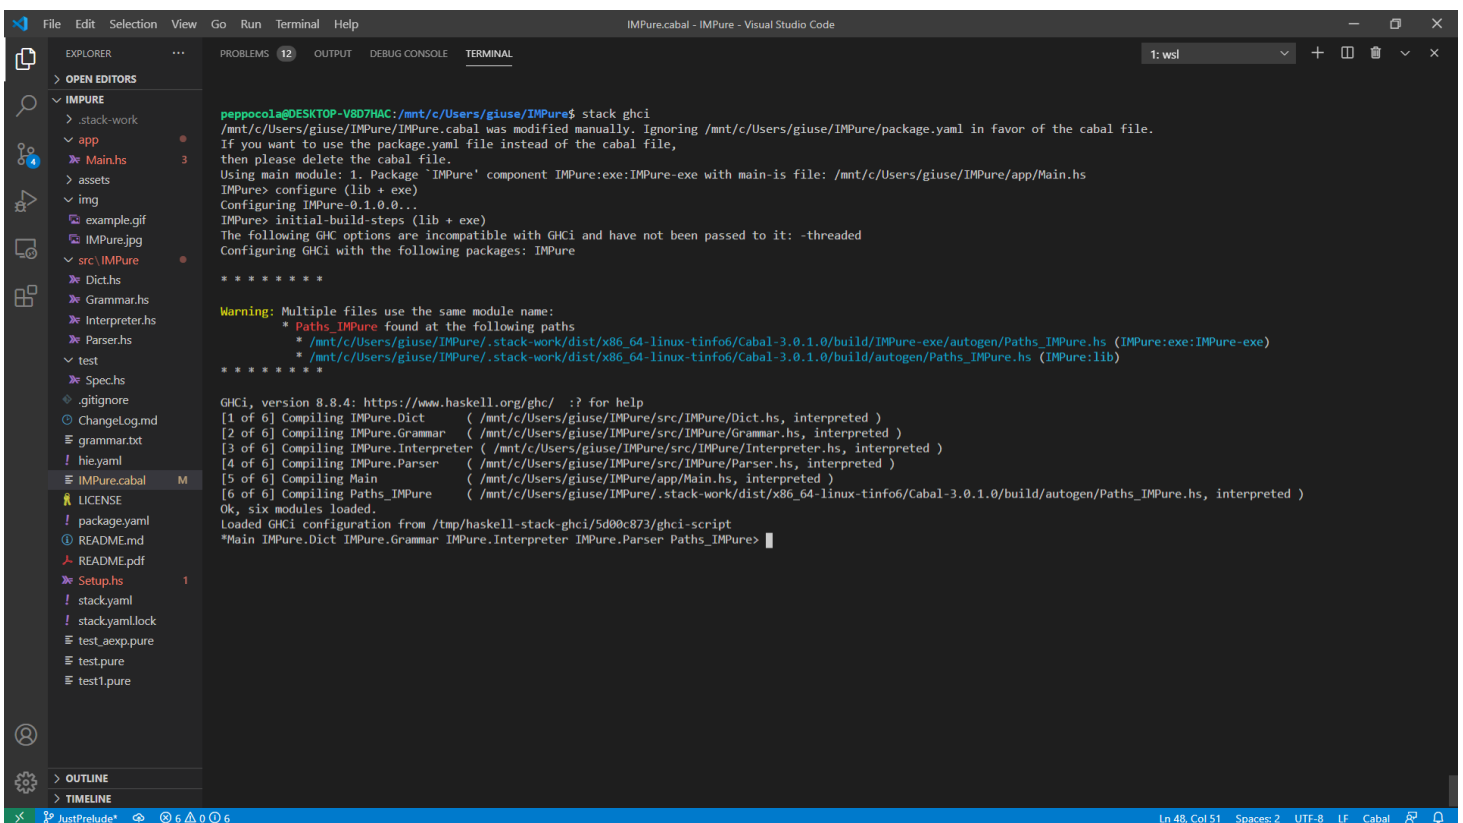 File Edit Selection View Go Run Terminal Help IMPure.cabal - IMPure - Visual Studio Code
EXPLORER
OPEN EDITORS
IMPURE
.stack-work
app
Main.hs 3
assets
img
example.gif
IMPure.jpg
src\IMPure
Dict.hs
Grammar.hs
Interpreter.hs
Parser.hs
test
Spec.hs
.gitignore
ChangeLog.md
grammar.txt
hie.yaml
IMPure.cabal M
LICENSE
package.yaml
README.md
README.pdf
Setup.hs 1
stack.yaml
stack.yaml.lock
test_aexp.pure
test.pure
test1.pure
OUTLINE
TIMELINE
4
PROBLEMS 12 OUTPUT DEBUG CONSOLE TERMINAL 1: wsl
peppocola@DESKTOP-V8D7HAC:/mnt/c/Users/giuse/IMPure$ stack ghci
/mnt/c/Users/giuse/IMPure/IMPure.cabal was modified manually. Ignoring /mnt/c/Users/giuse/IMPure/package.yaml in favor of the cabal file.
If you want to use the package.yaml file instead of the cabal file,
then please delete the cabal file.
Using main module: 1. Package `IMPure' component IMPure:exe:IMPure-exe with main-is file: /mnt/c/Users/giuse/IMPure/app/Main.hs
IMPure> configure (lib + exe)
Configuring IMPure-0.1.0.0...
IMPure> initial-build-steps (lib + exe)
The following GHC options are incompatible with GHCi and have not been passed to it: -threaded
Configuring GHCi with the following packages: IMPure
* * * * * * * *
Warning: Multiple files use the same module name:
* Paths_IMPure found at the following paths
* /mnt/c/Users/giuse/IMPure/.stack-work/dist/x86_64-linux-tinfo6/Cabal-3.0.1.0/build/IMPure-exe/autogen/Paths_IMPure.hs (IMPure:exe:IMPure-exe)
* /mnt/c/Users/giuse/IMPure/.stack-work/dist/x86_64-linux-tinfo6/Cabal-3.0.1.0/build/autogen/Paths_IMPure.hs (IMPure:lib)
* * * * * * * *
GHCi, version 8.8.4: https://www.haskell.org/ghc/ :? for help
[1 of 6] Compiling IMPure.Dict ( /mnt/c/Users/giuse/IMPure/src/IMPure/Dict.hs, interpreted )
[2 of 6] Compiling IMPure.Grammar ( /mnt/c/Users/giuse/IMPure/src/IMPure/Grammar.hs, interpreted )
[3 of 6] Compiling IMPure.Interpreter ( /mnt/c/Users/giuse/IMPure/src/IMPure/Interpreter.hs, interpreted )
[4 of 6] Compiling IMPure.Parser ( /mnt/c/Users/giuse/IMPure/src/IMPure/Parser.hs, interpreted )
[5 of 6] Compiling Main ( /mnt/c/Users/giuse/IMPure/app/Main.hs, interpreted )
[6 of 6] Compiling Paths_IMPure ( /mnt/c/Users/giuse/IMPure/.stack-work/dist/x86_64-linux-tinfo6/Cabal-3.0.1.0/build/autogen/Paths_IMPure.hs, interpreted )
Ok, six modules loaded.
Loaded GHCi configuration from /tmp/haskell-stack-ghci/5d00c873/ghci-script
*Main IMPure.Dict IMPure.Grammar IMPure.Interpreter IMPure.Parser Paths_IMPure>
JustPrelude* 6 0 6 Ln 48, Col 51 Spaces: 2 UTF-8 LF Cabal